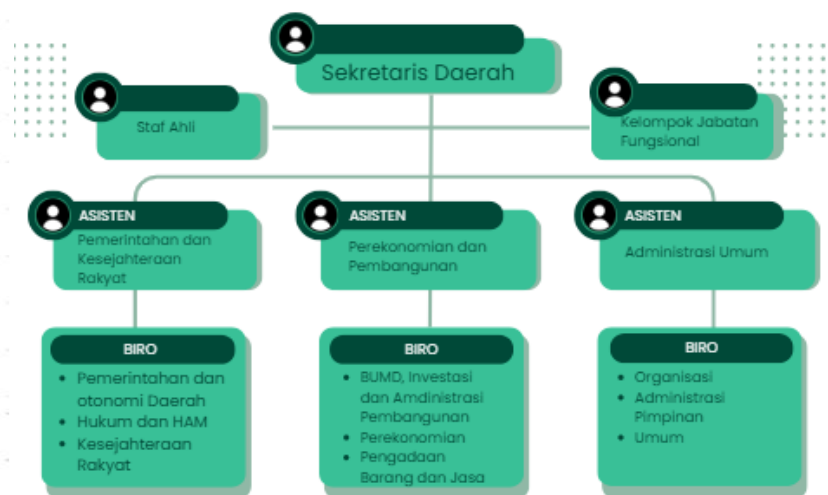 Sekretaris Daerah
Staf Ahli
Kelompok Jabatan
Fungsional
ASISTEN
Pemerintahan dan
Kesejahteraan
Rakyat
ASISTEN
Perekonomian dan
Pembangunan
ASISTEN
Administrasi Umum
BIRO
• Pemerintahan dan
otonomi Daerah
• Hukum dan HAM
• Kesejahteraan
Rakyat
BIRO
• BUMD, Investasi
dan Amdinistrasi
Pembangunan
• Perekonomian
• Pengadaan
Barang dan Jasa
BIRO
• Organisasi
• Administrasi
Pimpinan
• Umum